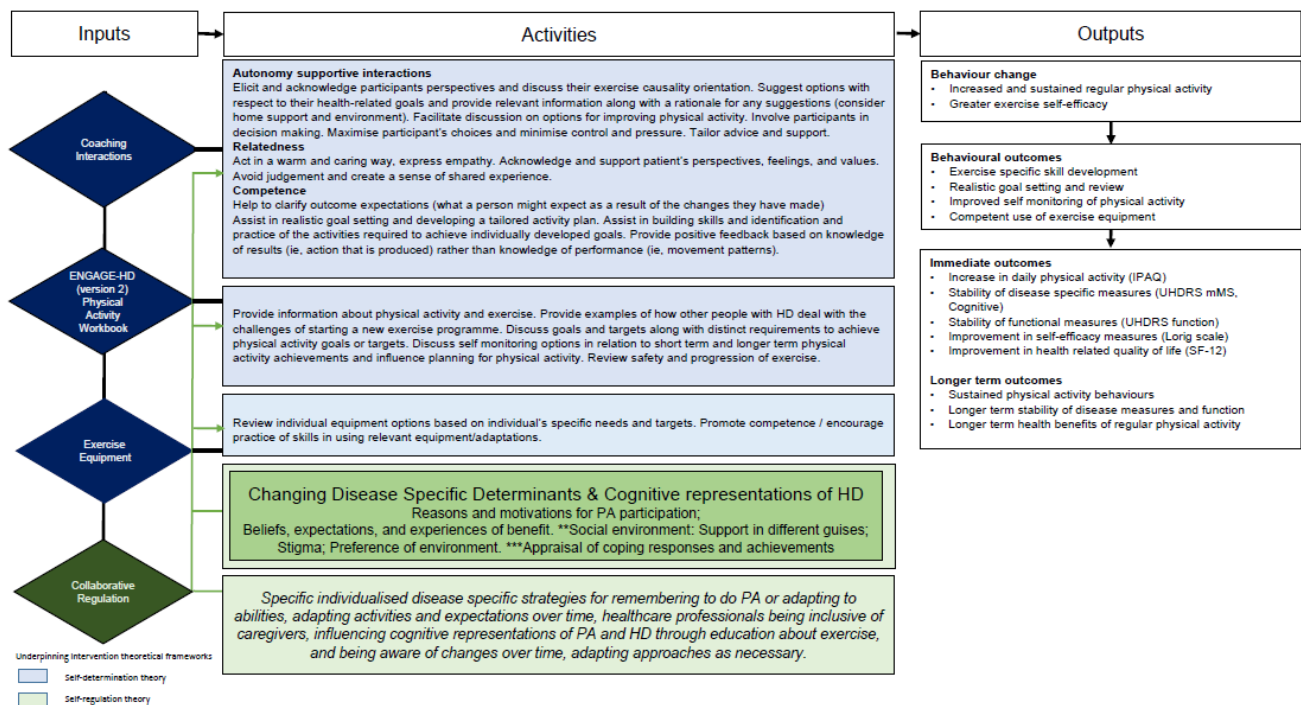 Inputs
Activities
Outputs
Coaching
Interactions
ENGAGE-HD
(version 2)
Physical
Activity
Workbook
Exercise
Equipment
Collaborative
Regulation
Autonomy supportive interactions
Elicit and acknowledge participants perspectives and discuss their exercise causality orientation. Suggest options with
respect to their health-related goals and provide relevant information along with a rationale for any suggestions (consider
home support and environment). Facilitate discussion on options for improving physical activity. Involve participants in
decision making. Maximise participant's choices and minimise control and pressure. Tailor advice and support.
Relatedness
Act in a warm and caring way, express empathy. Acknowledge and support patient's perspectives, feelings, and values.
Avoid judgement and create a sense of shared experience.
Competence
Help to clarify outcome expectations (what a person might expect as a result of the changes they have made)
Assist in realistic goal setting and developing a tailored activity plan. Assist in building skills and identification and
practice of the activities required to achieve individually developed goals. Provide positive feedback based on knowledge
of results (ie, action that is produced) rather than knowledge of performance (ie, movement patterns).
Provide information about physical activity and exercise. Provide examples of how other people with HD deal with the
challenges of starting a new exercise programme. Discuss goals and targets along with distinct requirements to achieve
physical activity goals or targets. Discuss self monitoring options in relation to short term and longer term physical
activity achievements and influence planning for physical activity. Review safety and progression of exercise.
Review individual equipment options based on individual's specific needs and targets. Promote competence / encourage
practice of skills in using relevant equipment/adaptations.
Changing Disease Specific Determinants & Cognitive representations of HD
Reasons and motivations for PA participation;
Beliefs, expectations, and experiences of benefit. **Social environment: Support in different guises;
Stigma; Preference of environment. ***Appraisal of coping responses and achievements
Specific individualised disease specific strategies for remembering to do PA or adapting to
abilities, adapting activities and expectations over time, healthcare professionals being inclusive of
caregivers, influencing cognitive representations of PA and HD through education about exercise,
and being aware of changes over time, adapting approaches as necessary.
Behaviour change
• Increased and sustained regular physical activity
• Greater exercise self-efficacy
Behavioural outcomes
• Exercise specific skill development
• Realistic goal setting and review
• Improved self monitoring of physical activity
• Competent use of exercise equipment
Immediate outcomes
• Increase in daily physical activity (IPAQ)
• Stability of disease specific measures (UHDRS mMS,
Cognitive)
• Stability of functional measures (UHDRS function)
• Improvement in self-efficacy measures (Lorig scale)
• Improvement in health related quality of life (SF-12)
Longer term outcomes
• Sustained physical activity behaviours
• Longer term stability of disease measures and function
• Longer term health benefits of regular physical activity
Underpinning intervention theoretical frameworks
Self-determination theory
Self-regulation theory